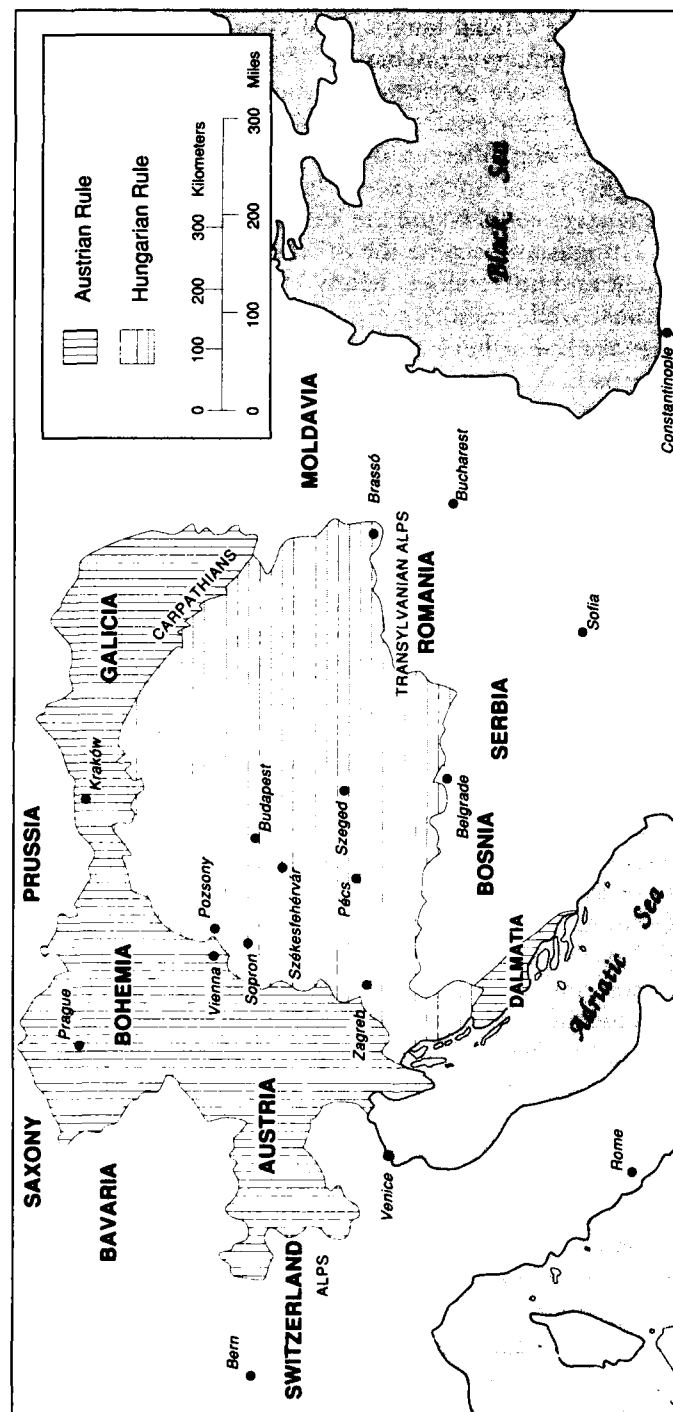 SAXONY
PRUSSIA
BAVARIA
Prague
Kraków
BOHEMIA
GALICIA
CARPATHIANS
MOLDAVIA
Vienna
Pozsony
Sopron
Budapest
Székeslehérvár
Bern
SWITZERLAND
ALPS
AUSTRIA
Zagreb
Pécs
Szeged
Brassó
TRANSYLVANIAN ALPS
ROMANIA
Bucharest
Venice
Belgrade
BOSNIA
SERBIA
DALMATIA
Sofia
Adriatic Sea
Rome
Black Sea
Constantinople
Austrian Rule
Hungarian Rule
0 100 200 300 Kilometers
0 100 200 300 Miles